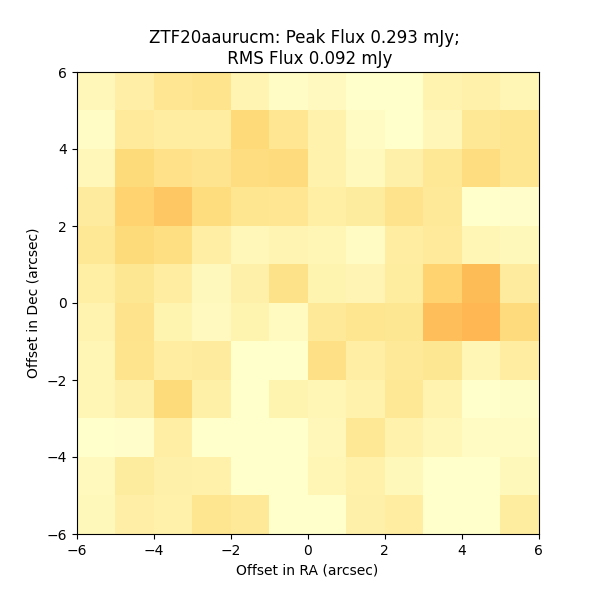 ZTF20aaurucm: Peak Flux 0.293 mJy;
RMS Flux 0.092 mJy
6
4
2
0
−2
−4
−6
Offset in Dec (arcsec)
−6 −4 −2 0 2 4 6
Offset in RA (arcsec)